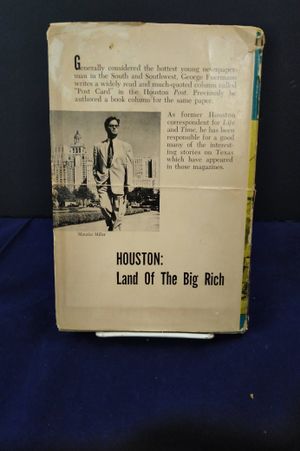 Generally considered the hottest young newspaper-
man in the South and Southwest, George Fuermann
writes a widely read and much-quoted column called
"Post Card" in the Houston Post. Previously he
authored a book column for the same paper.
As former Houston
correspondent for Life
and Time, he has been
responsible for a good
many of the interest-
ing stories on Texas
which have appeared
in those magazines.
Maurice Miller
HOUSTON:
Land Of The Big Rich